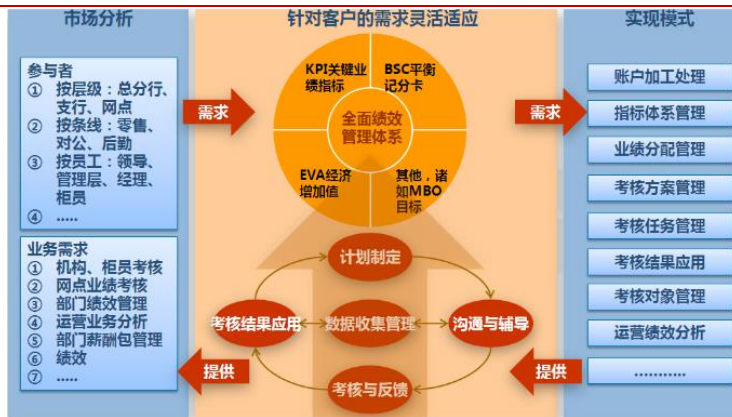 市场分析
参与者
① 按层级：总分行、
支行、网点
② 按条线：零售、
对公、后勤
③ 按员工：领导、
管理层、经理、
柜员
④ .....
业务需求
① 机构、柜员考核
② 网点业绩考核
③ 部门绩效管理
④ 运营业务分析
⑤ 部门薪酬包管理
⑥ 绩效
⑦ .....
需求
提供
针对客户的需求灵活适应
KPI关键业
绩指标
BSC平衡
记分卡
全面绩效
管理体系
EVA经济
增加值
其他，诸
如MBO
目标
计划制定
考核结果应用
数据收集管理
沟通与辅导
考核与反馈
需求
提供
实现模式
账户加工处理
指标体系管理
业绩分配管理
考核方案管理
考核任务管理
考核结果应用
考核对象管理
运营绩效分析
...........